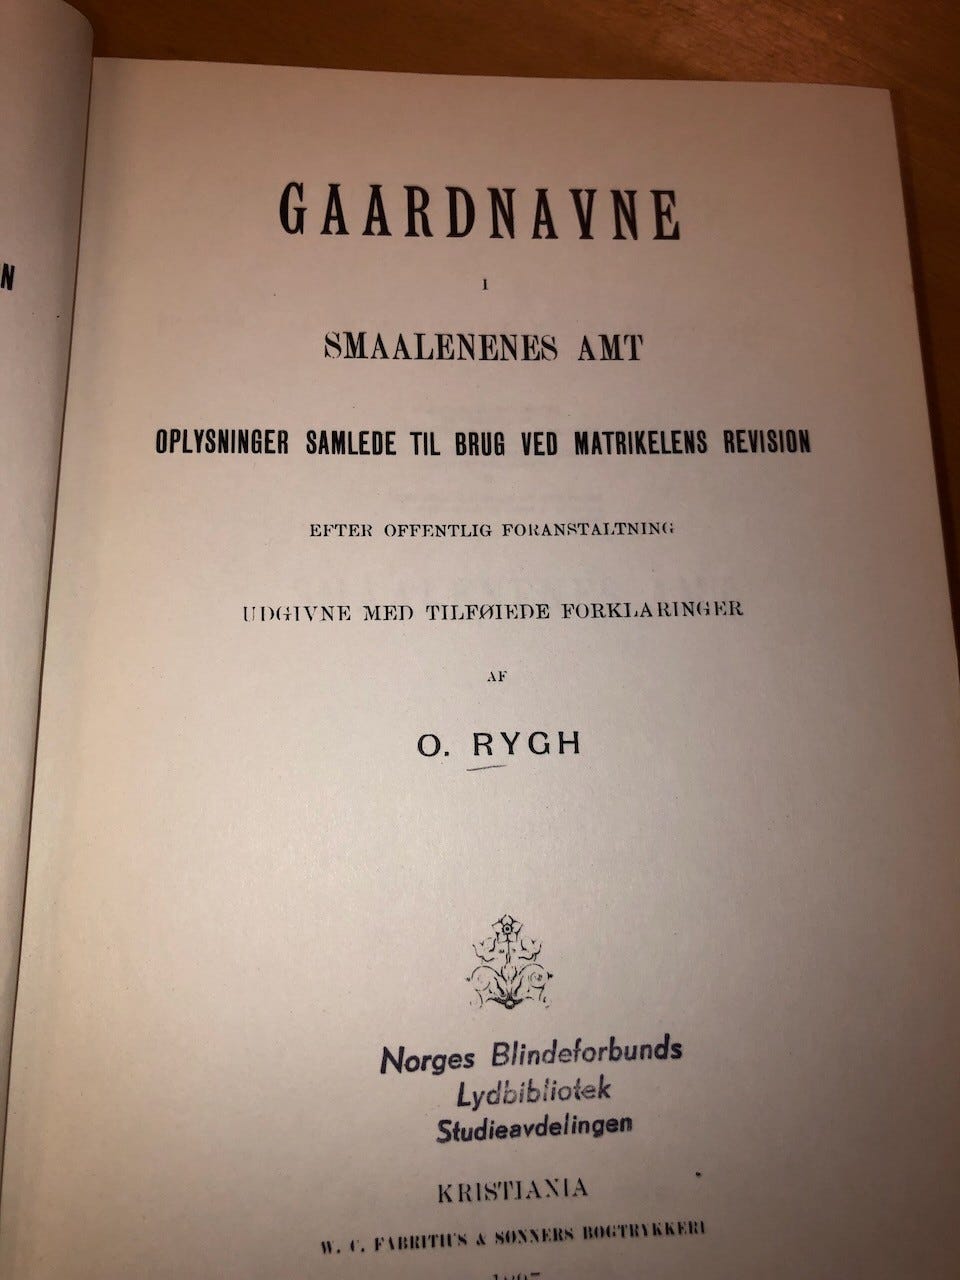 N
GAARDNAVNE
I
SMAALENENES AMT
OPLYSNINGER SAMLEDE TIL BRUG VED MATRIKELENS REVISION
EFTER OFFENTLIG FORANSTALTNING
UDGIVNE MED TILFØIEDE FORKLARINGER
AF
O. RYGH
Norges Blindeforbunds
Lydbibliotek
Studieavdelingen
KRISTIANIA
W. C. FABRITIUS & SØNNERS BOGTRYKKERI